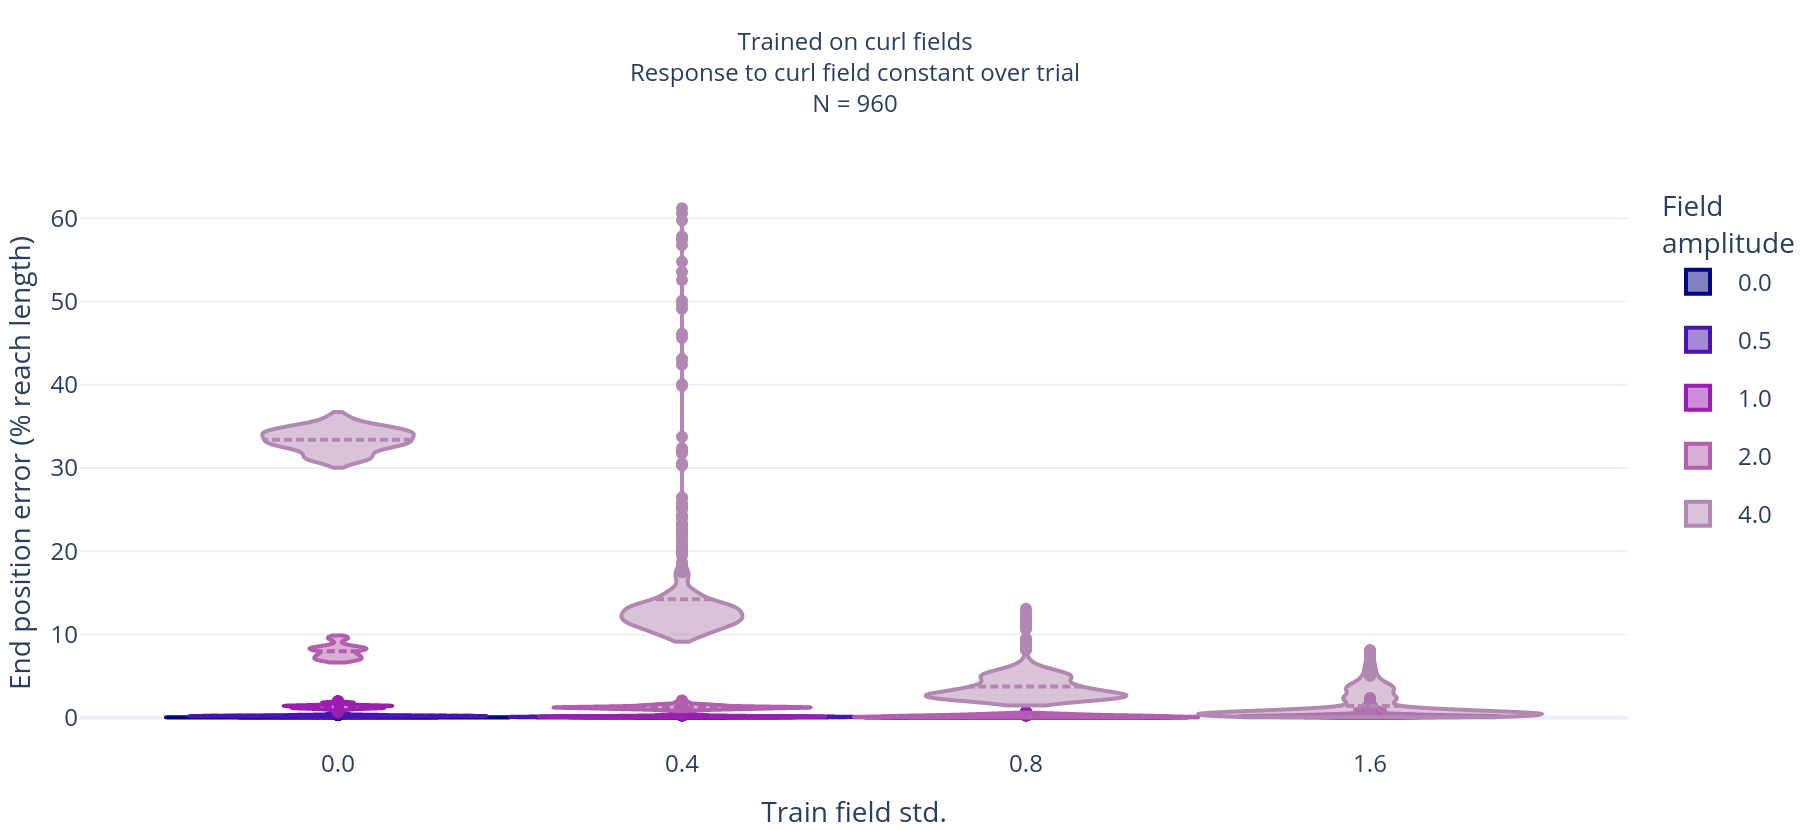 Trained on curl fields
Response to curl field constant over trial
N = 960
End position error (% reach length)
60
50
40
30
20
10
0
0.0
0.4
0.8
1.6
Train field std.
Field
amplitude
0.0
0.5
1.0
2.0
4.0